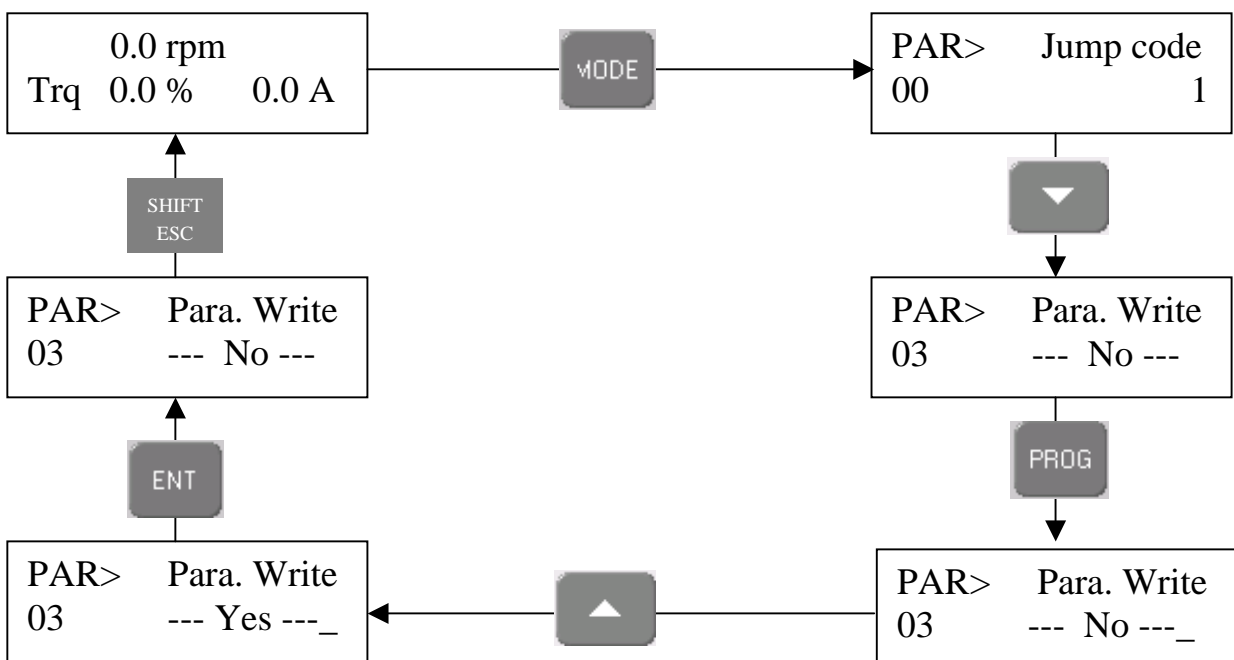 0.0 rpm
Trq 0.0 % 0.0 A
MODE
PAR> Jump code
00 1
SHIFT
ESC
PAR> Para. Write
03 --- No ---
PAR> Para. Write
03 --- No ---
ENT
PROG
PAR> Para. Write
03 --- Yes ---_
PAR> Para. Write
03 --- No ---_